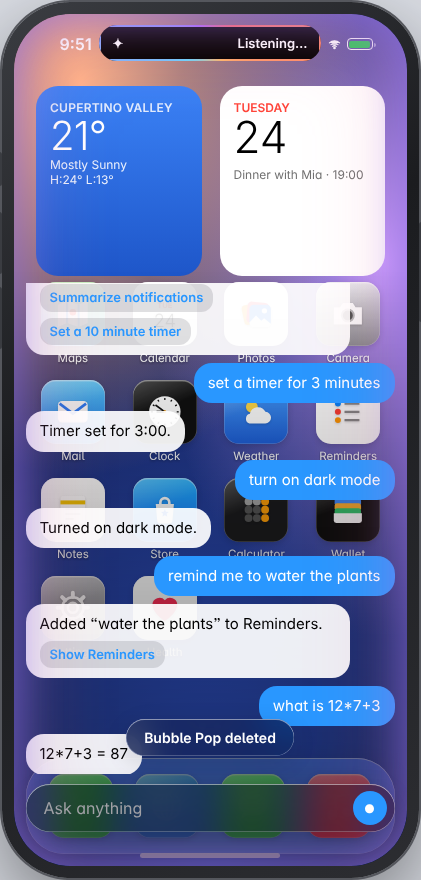 9:51
Listening...
CUPERTINO VALLEY
21°
Mostly Sunny
H:24° L:13°
TUESDAY
24
Dinner with Mia · 19:00
Summarize notifications
Set a 10 minute timer
Maps
Calendar
Photos
Camera
set a timer for 3 minutes
Timer set for 3:00.
Mail
Clock
Weather
Reminders
turn on dark mode
Turned on dark mode.
Notes
Store
Calculator
Wallet
remind me to water the plants
Added “water the plants” to Reminders.
Show Reminders
what is 12*7+3
Bubble Pop deleted
12*7+3 = 87
Ask anything